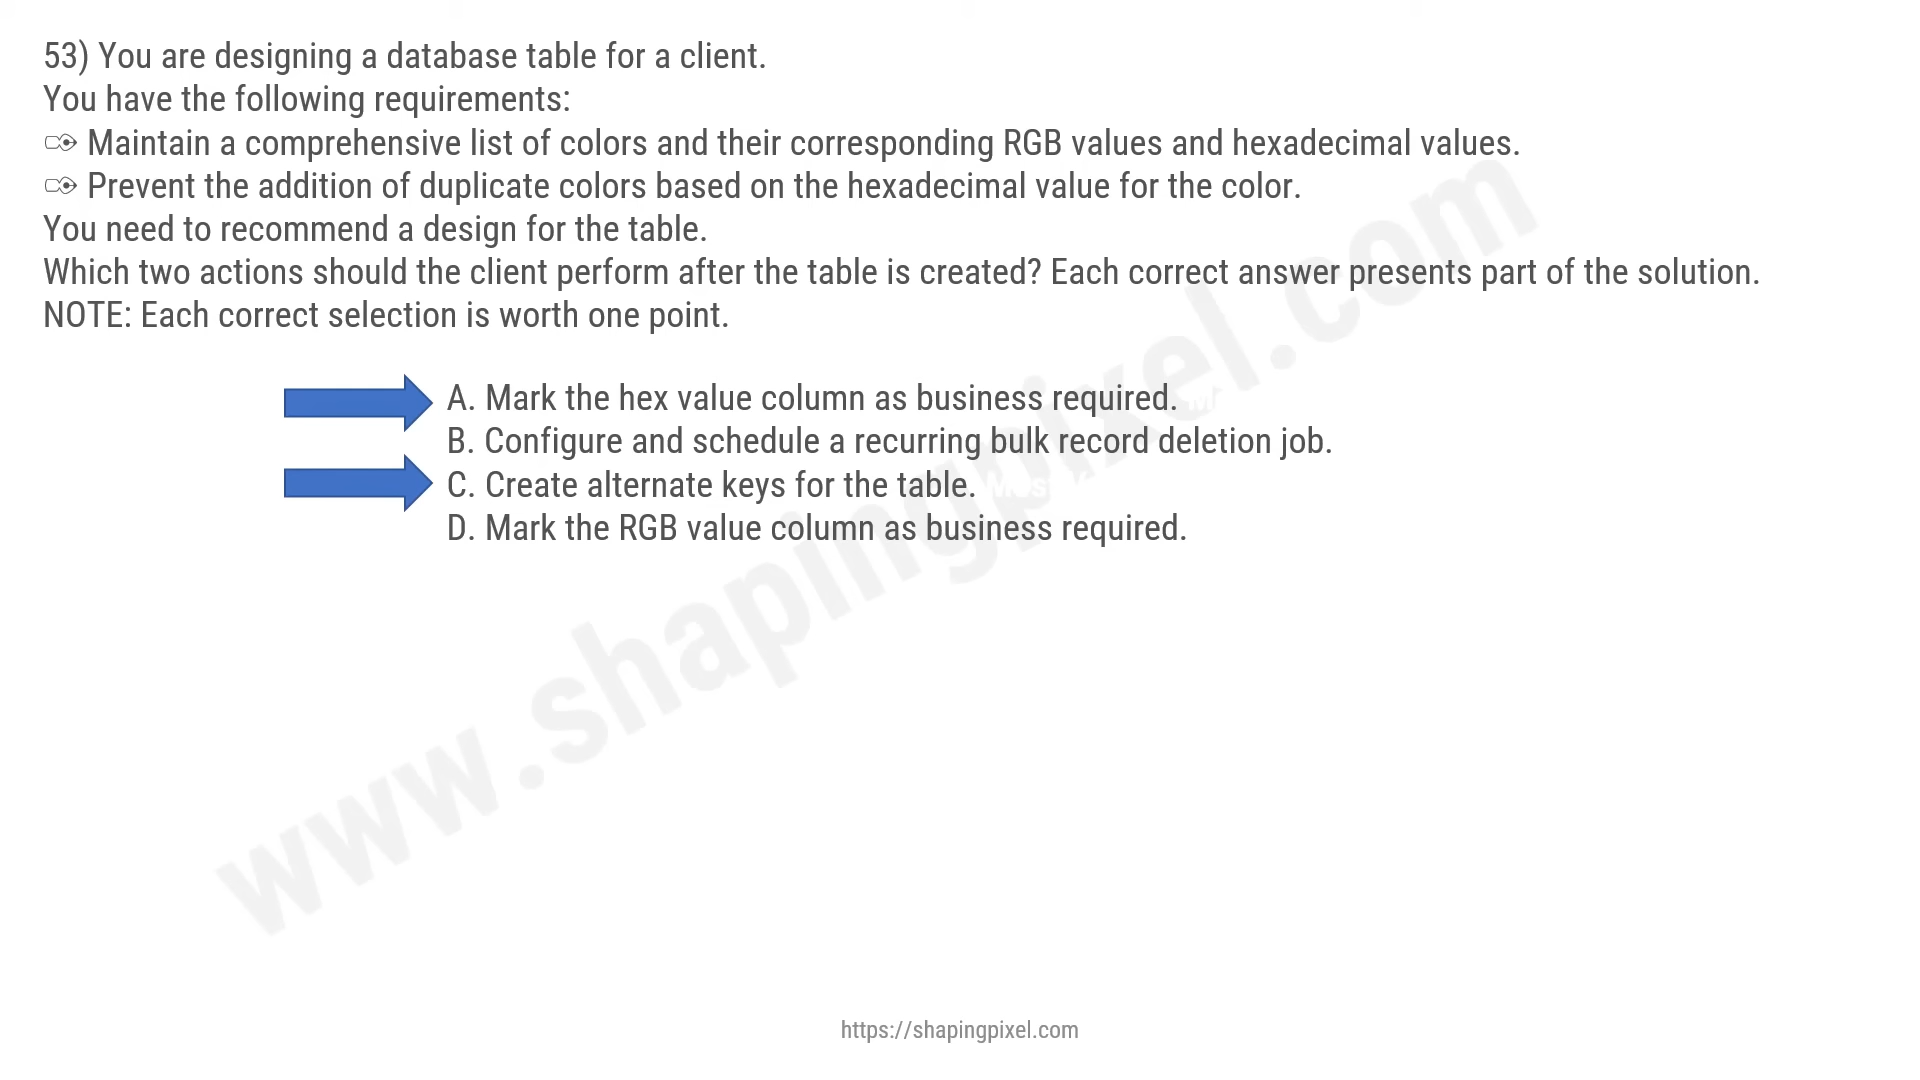 53) You are designing a database table for a client.
You have the following requirements:
Maintain a comprehensive list of colors and their corresponding RGB values and hexadecimal values.
Prevent the addition of duplicate colors based on the hexadecimal value for the color.
You need to recommend a design for the table.
Which two actions should the client perform after the table is created? Each correct answer presents part of the solution.
NOTE: Each correct selection is worth one point.
A. Mark the hex value column as business required.
B. Configure and schedule a recurring bulk record deletion job.
C. Create alternate keys for the table.
D. Mark the RGB value column as business required.
www.shapingpixel.com
https://shapingpixel.com